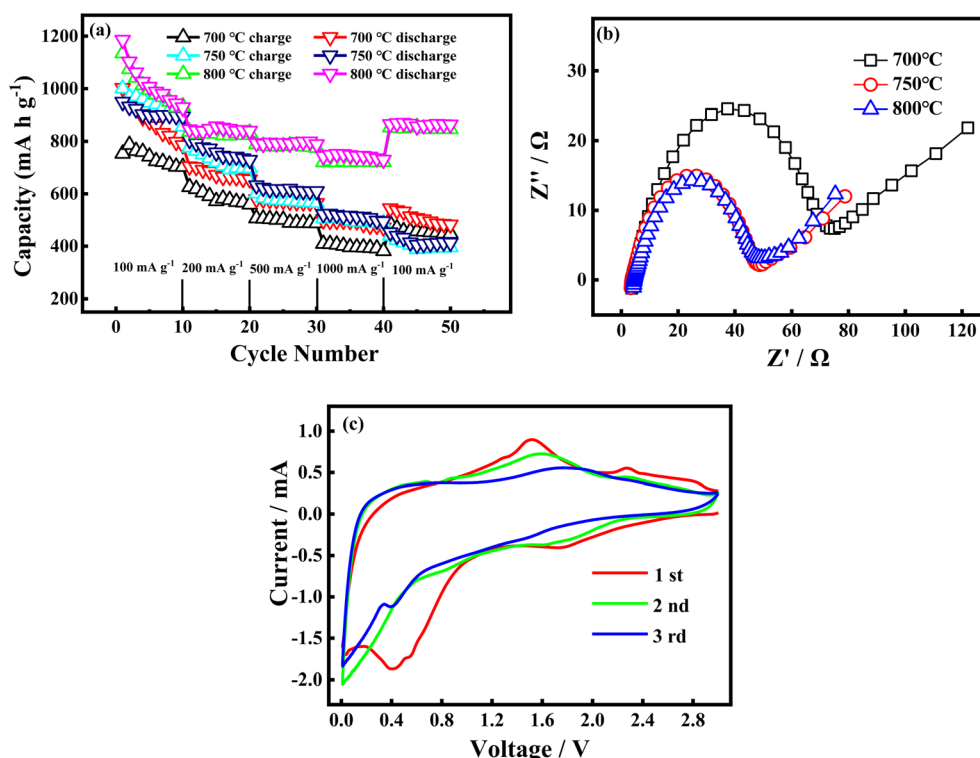 (a)
700 °C charge
700 °C discharge
750 °C charge
750 °C discharge
800 °C charge
800 °C discharge
Capacity (mA h g⁻¹)
1200
1000
800
600
400
200
100 mA g⁻¹
200 mA g⁻¹
500 mA g⁻¹
1000 mA g⁻¹
100 mA g⁻¹
0
10
20
30
40
50
Cycle Number
(b)
700°C
750°C
800°C
Z'' / Ω
30
20
10
0
0
20
40
60
80
100
120
Z' / Ω
(c)
Current / mA
1.0
0.5
0.0
-0.5
-1.0
-1.5
-2.0
1 st
2 nd
3 rd
0.0
0.4
0.8
1.2
1.6
2.0
2.4
2.8
Voltage / V